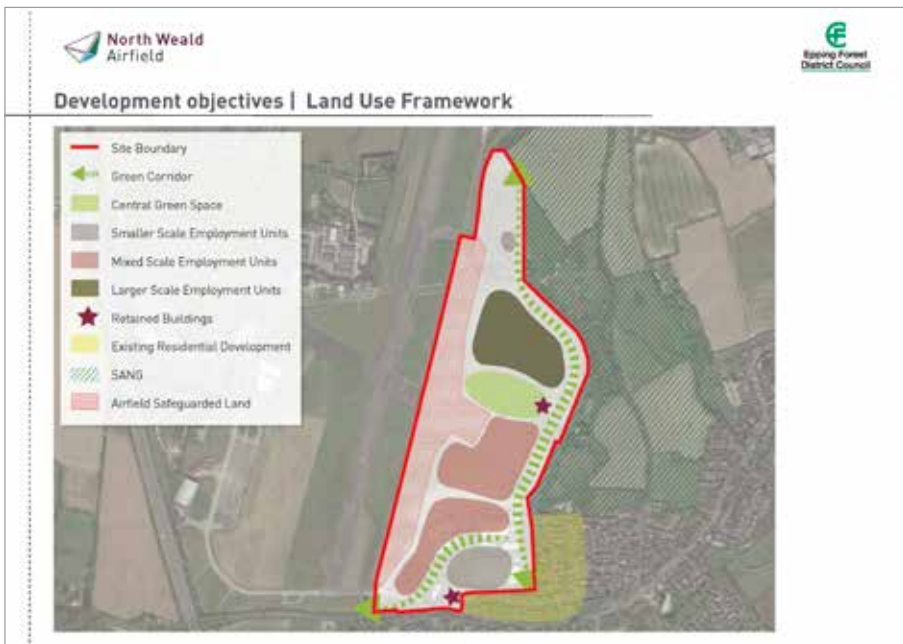 North Weald
Airfield
Epping Forest
District Council
Development objectives | Land Use Framework
Site Boundary
Green Corridor
Central Green Space
Smaller Scale Employment Units
Mixed Scale Employment Units
Larger Scale Employment Units
Retained Buildings
Existing Residential Development
SANG
Airfield Safeguarded Land